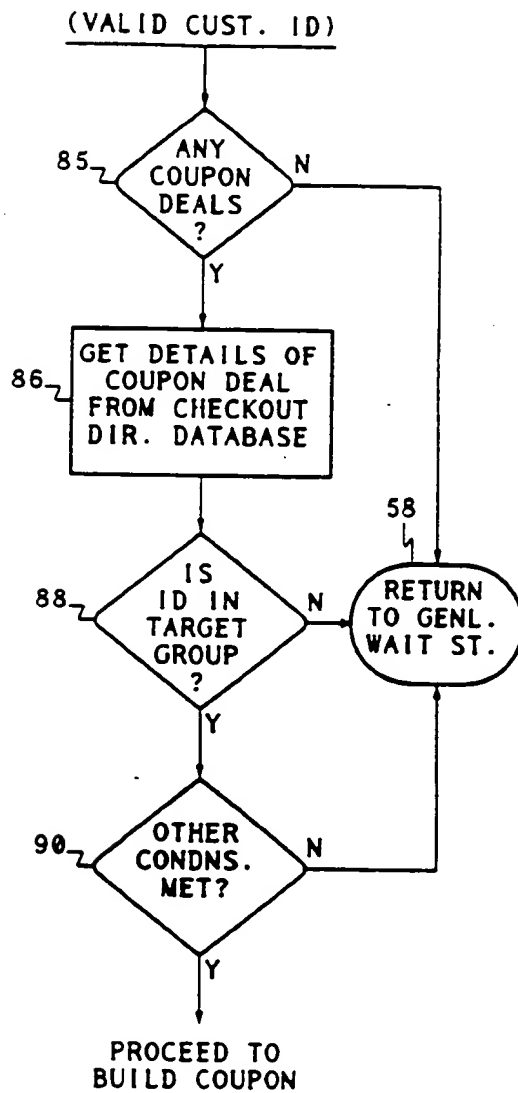 (VALID CUST. ID)
85
ANY
COUPON
DEALS
?
N
Y
86
GET DETAILS OF
COUPON DEAL
FROM CHECKOUT
DIR. DATABASE
58
RETURN
TO GENL.
WAIT ST.
88
IS
ID IN
TARGET
GROUP
?
N
Y
90
OTHER
CONDNS.
MET?
N
Y
PROCEED TO
BUILD COUPON